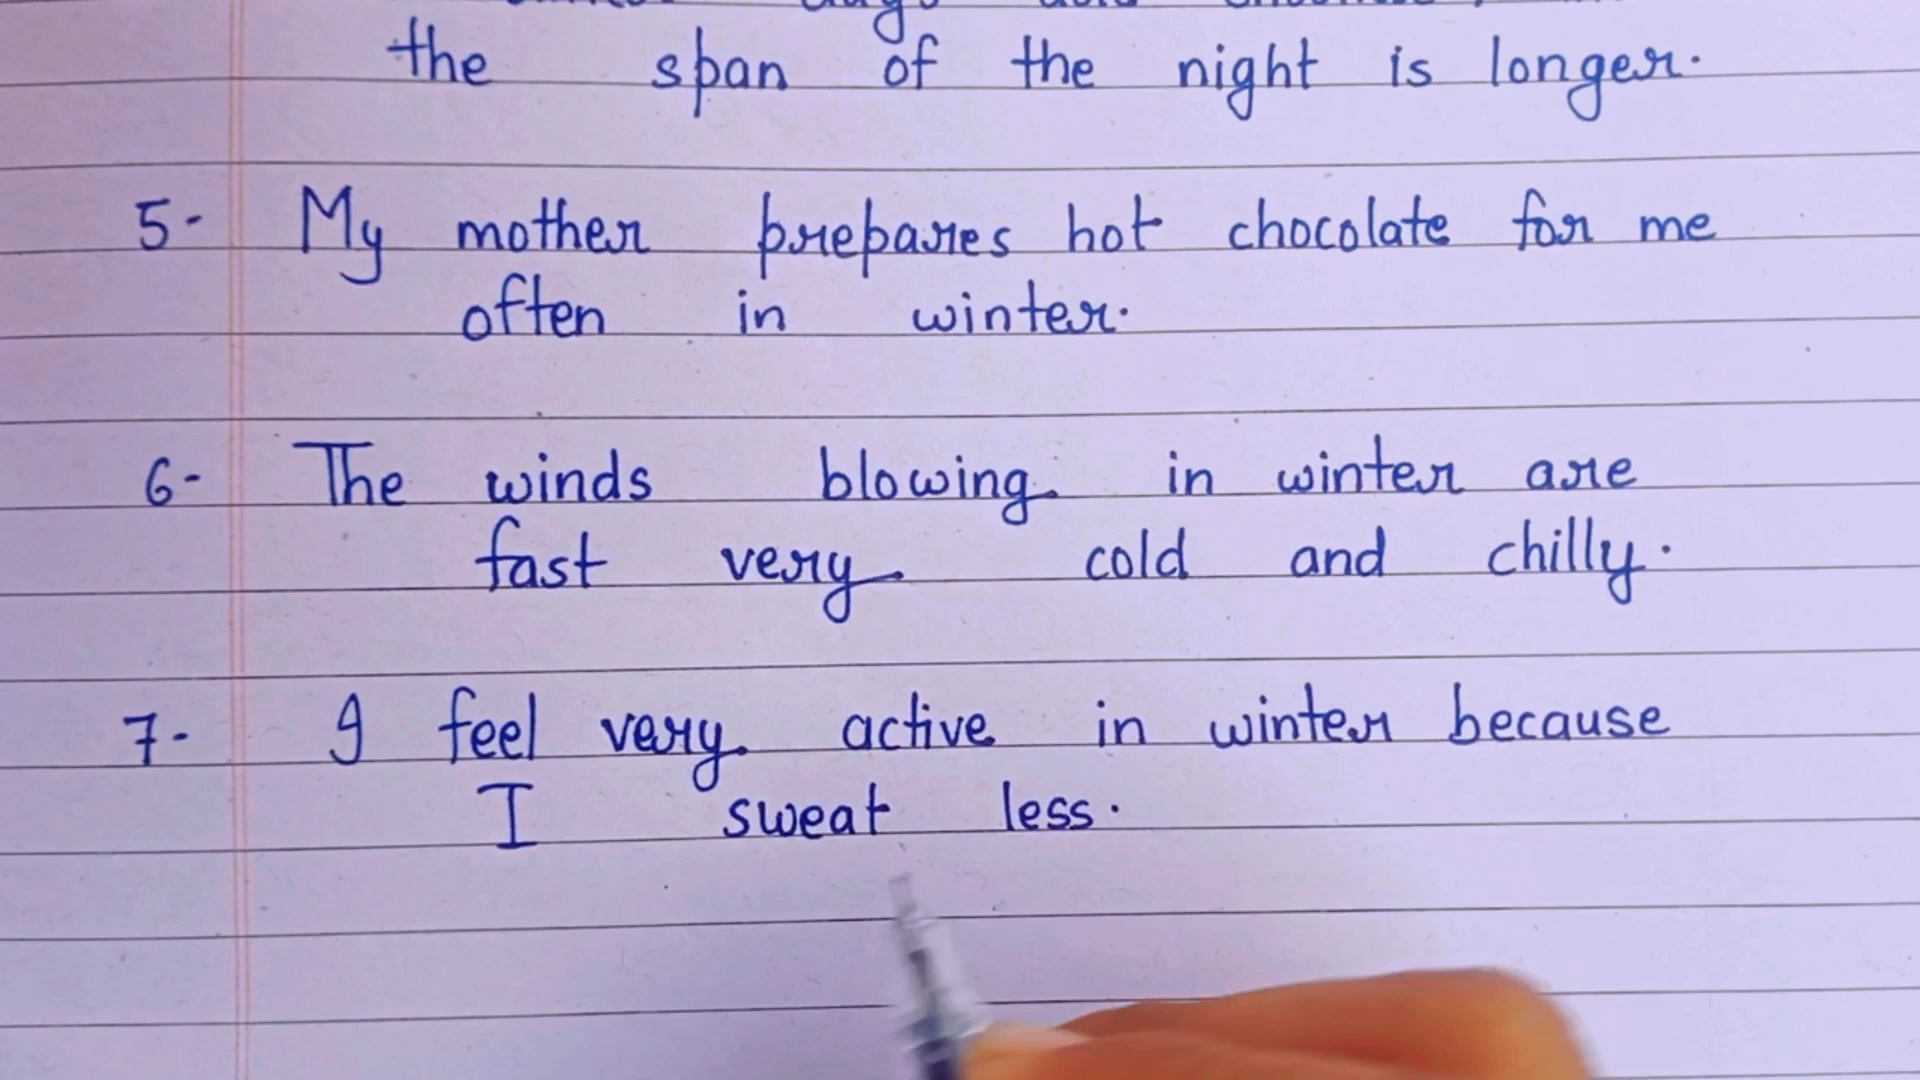 the span of the night is longer.
5- My mother prepares hot chocolate for me
often in winter.
6- The winds blowing in winter are
fast very cold and chilly.
7- I feel very active in winter because
I sweat less.